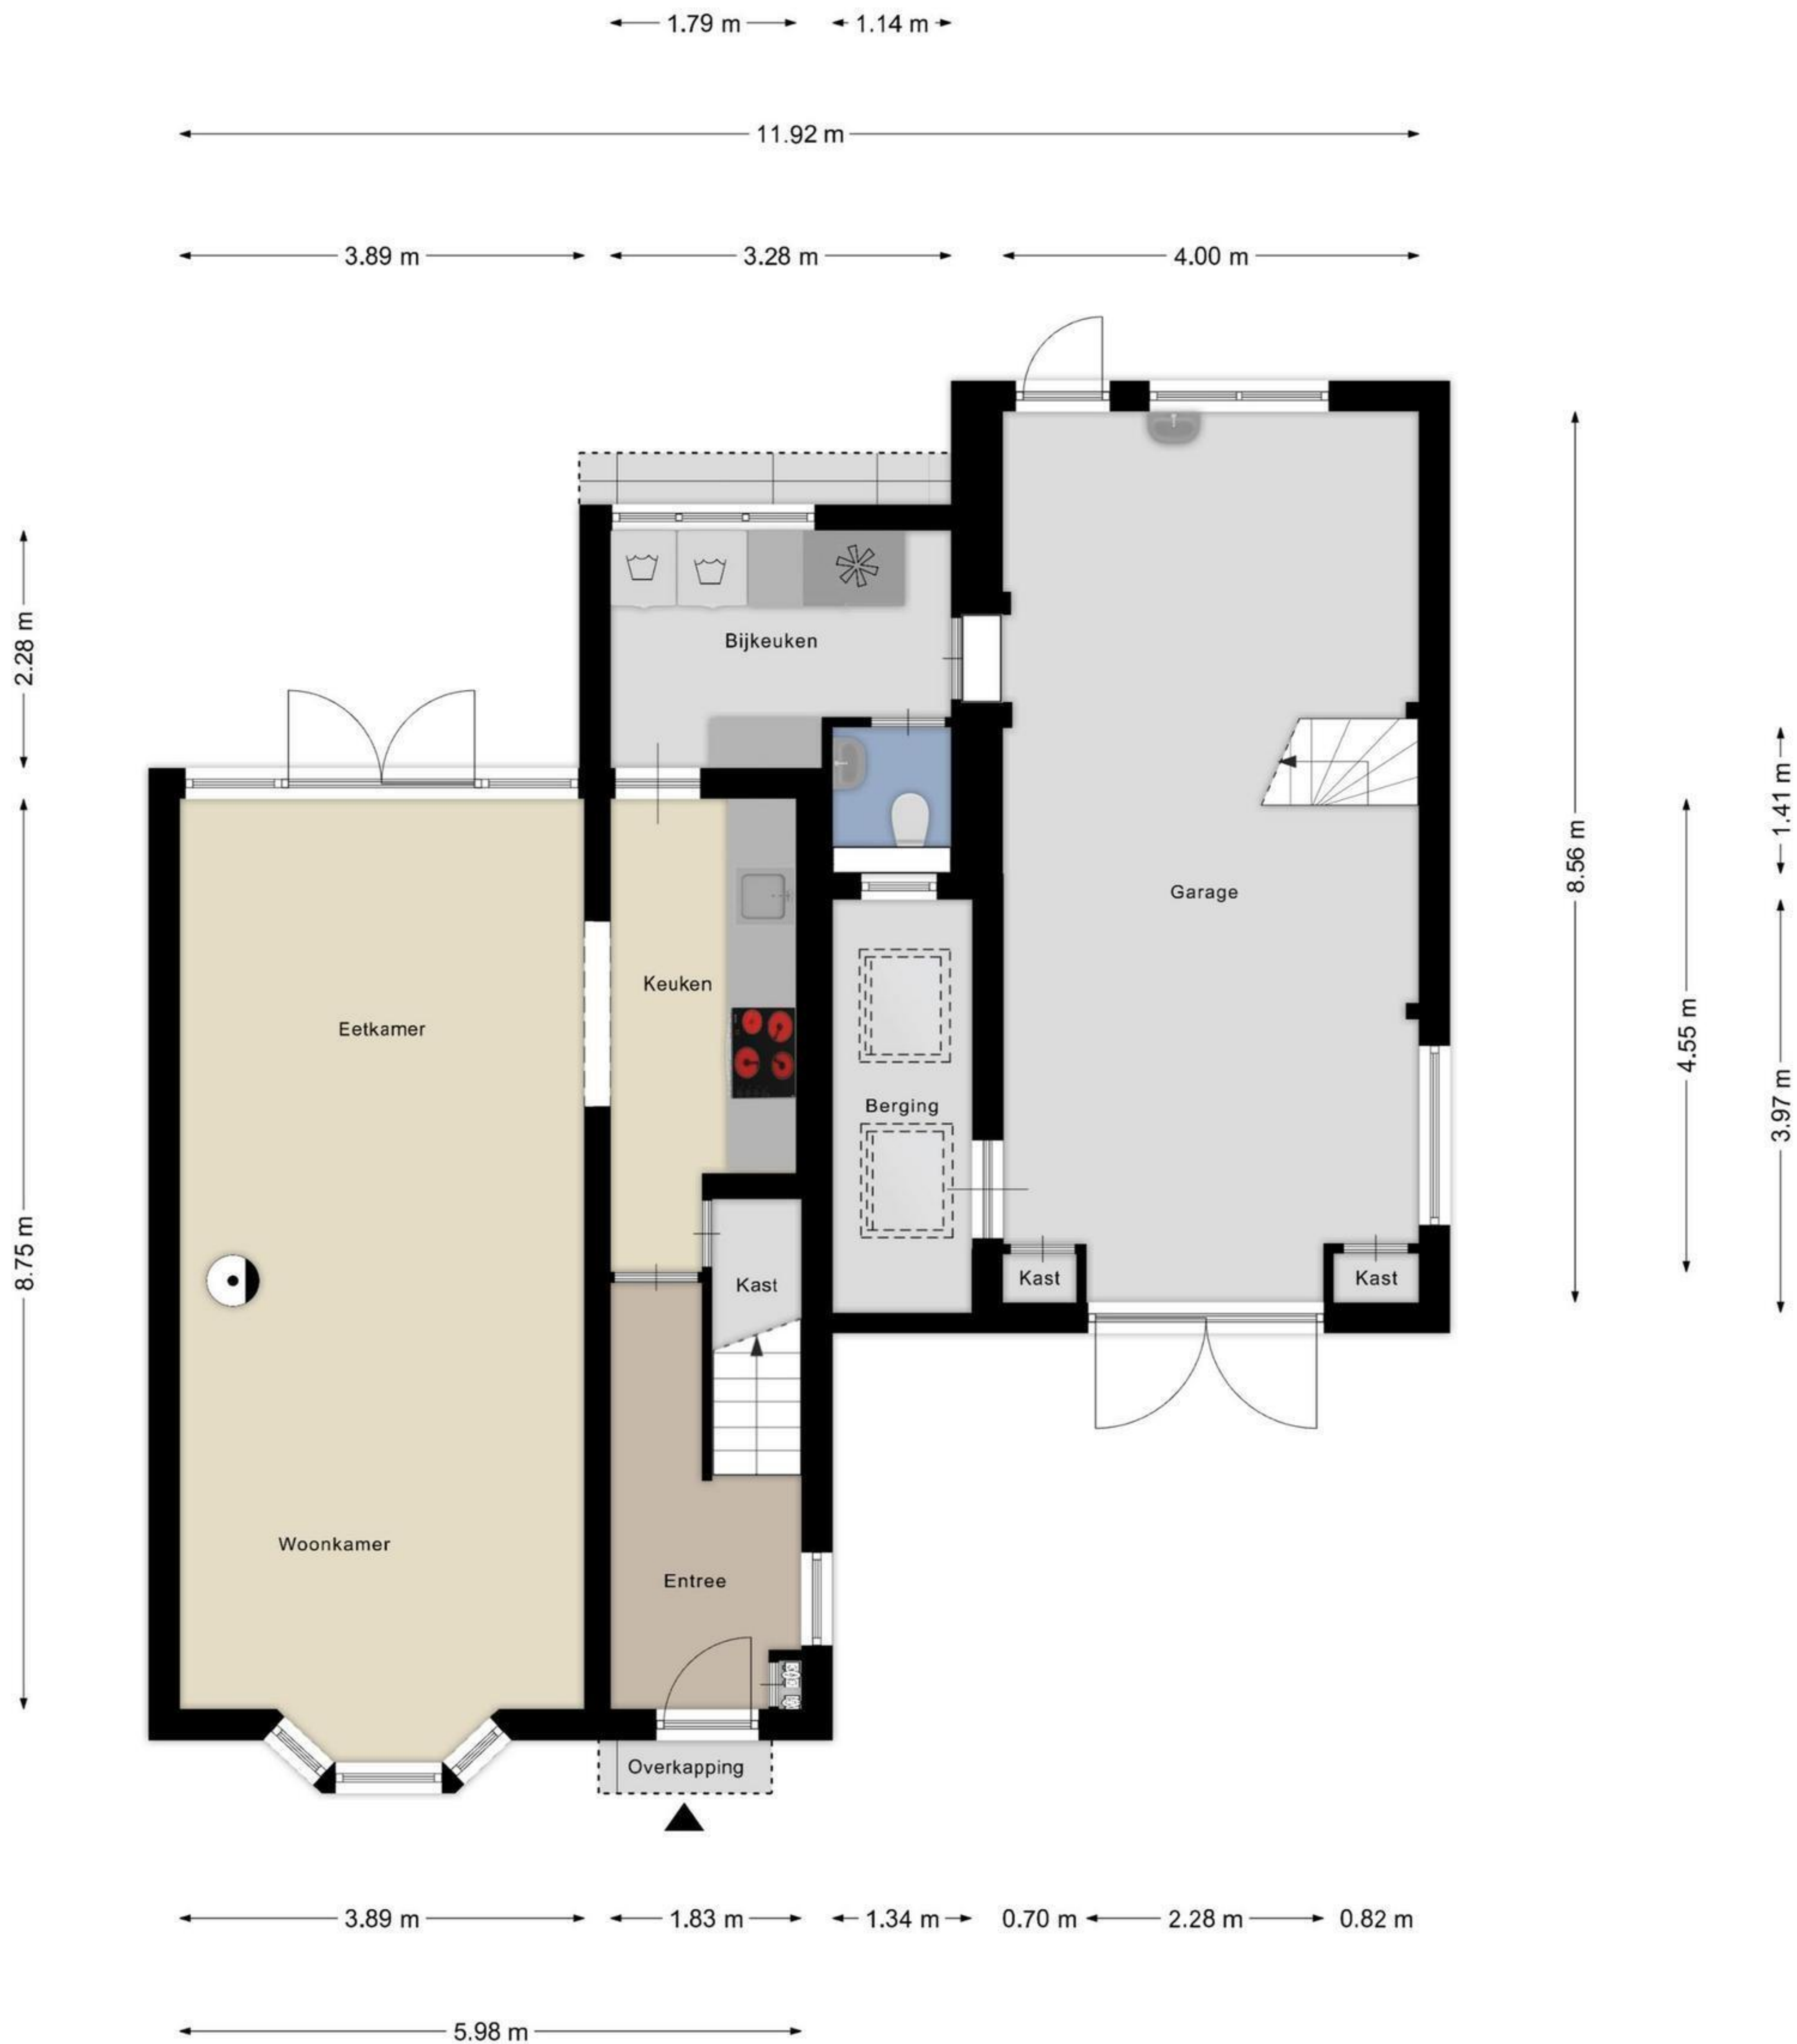 1.79 m
1.14 m
11.92 m
3.89 m
3.28 m
4.00 m
2.28 m
Bijkeuken
1.41 m
8.56 m
Garage
Keuken
Eetkamer
4.55 m
Berging
3.97 m
8.75 m
Kast
Kast
Kast
Woonkamer
Entree
Overkapping
3.89 m
1.83 m
1.34 m
0.70 m
2.28 m
0.82 m
5.98 m